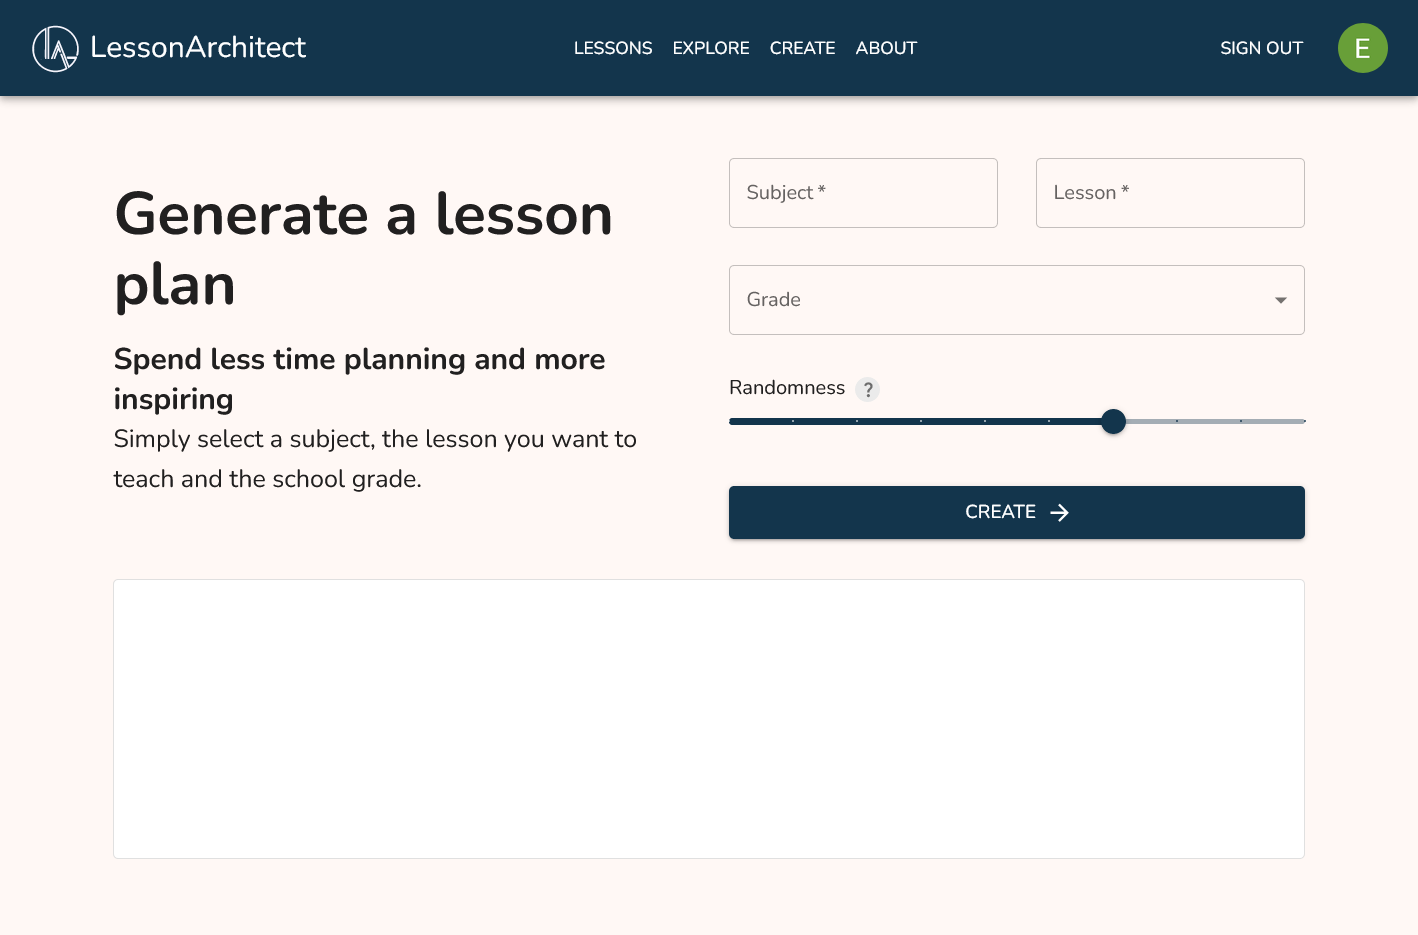 LessonArchitect
LESSONS EXPLORE CREATE ABOUT
SIGN OUT
E
Generate a lesson
plan
Spend less time planning and more
inspiring
Simply select a subject, the lesson you want to
teach and the school grade.
Subject *
Lesson *
Grade
Randomness ?
CREATE →